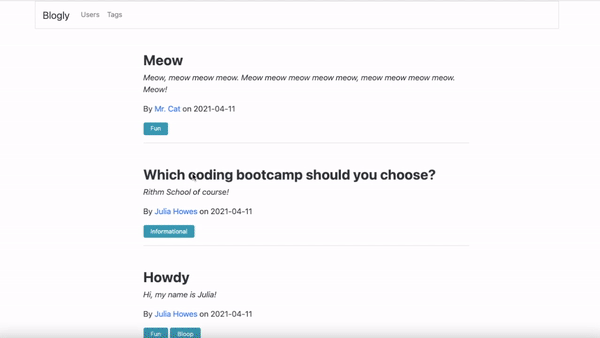 Blogly Users Tags
Meow
Meow, meow meow meow. Meow meow meow meow meow, meow meow meow meow.
Meow!
By Mr. Cat on 2021-04-11
Fun
Which coding bootcamp should you choose?
Rithm School of course!
By Julia Howes on 2021-04-11
Informational
Howdy
Hi, my name is Julia!
By Julia Howes on 2021-04-11
Fun Bloop